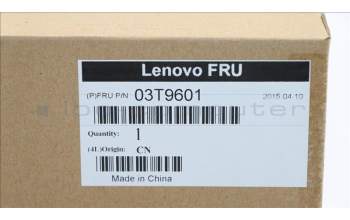 Lenovo FRU
(P)FRU P/N 03T9601
2015 04 10
Quantity: 1
(4L)Origin: CN
Made in China